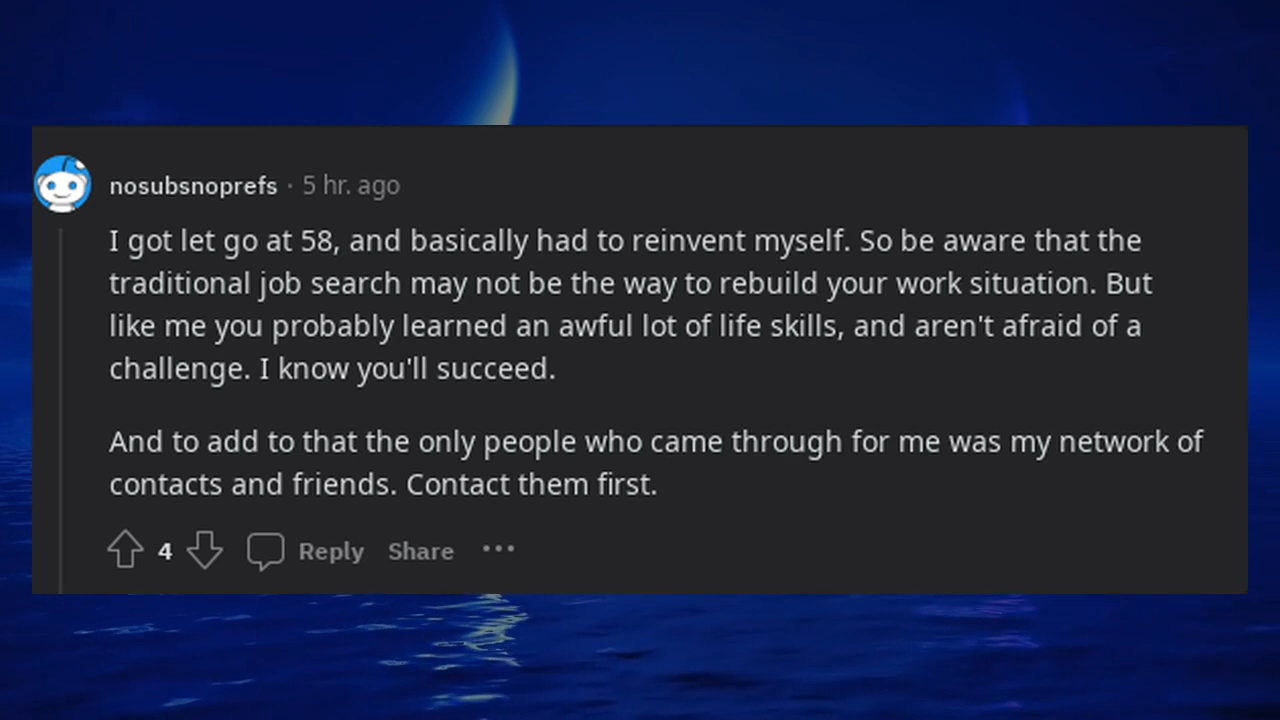 nosubsnoprefs · 5 hr. ago
I got let go at 58, and basically had to reinvent myself. So be aware that the
traditional job search may not be the way to rebuild your work situation. But
like me you probably learned an awful lot of life skills, and aren't afraid of a
challenge. I know you'll succeed.
And to add to that the only people who came through for me was my network of
contacts and friends. Contact them first.
4 Reply Share •••